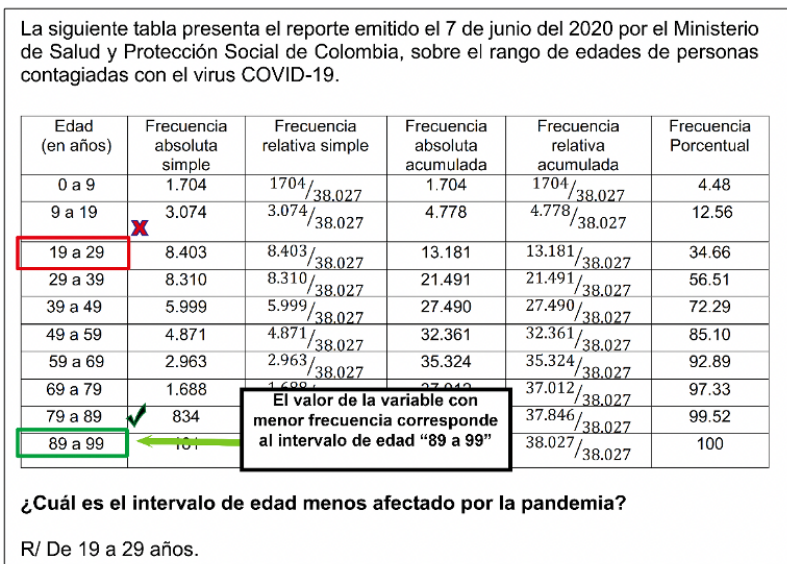 La siguiente tabla presenta el reporte emitido el 7 de junio del 2020 por el Ministerio
de Salud y Protección Social de Colombia, sobre el rango de edades de personas
contagiadas con el virus COVID-19.
Edad (en años) Frecuencia absoluta simple Frecuencia relativa simple Frecuencia absoluta acumulada Frecuencia relativa acumulada Frecuencia Porcentual
0 a 9 1.704 1704/38.027 1.704 1704/38.027 4.48
9 a 19 3.074 3.074/38.027 4.778 4.778/38.027 12.56
19 a 29 8.403 8.403/38.027 13.181 13.181/38.027 34.66
29 a 39 8.310 8.310/38.027 21.491 21.491/38.027 56.51
39 a 49 5.999 5.999/38.027 27.490 27.490/38.027 72.29
49 a 59 4.871 4.871/38.027 32.361 32.361/38.027 85.10
59 a 69 2.963 2.963/38.027 35.324 35.324/38.027 92.89
69 a 79 1.688 37.012/38.027 97.33
79 a 89 834 37.846/38.027 99.52
89 a 99 38.027/38.027 100
El valor de la variable con
menor frecuencia corresponde
al intervalo de edad “89 a 99”
¿Cuál es el intervalo de edad menos afectado por la pandemia?
R/ De 19 a 29 años.